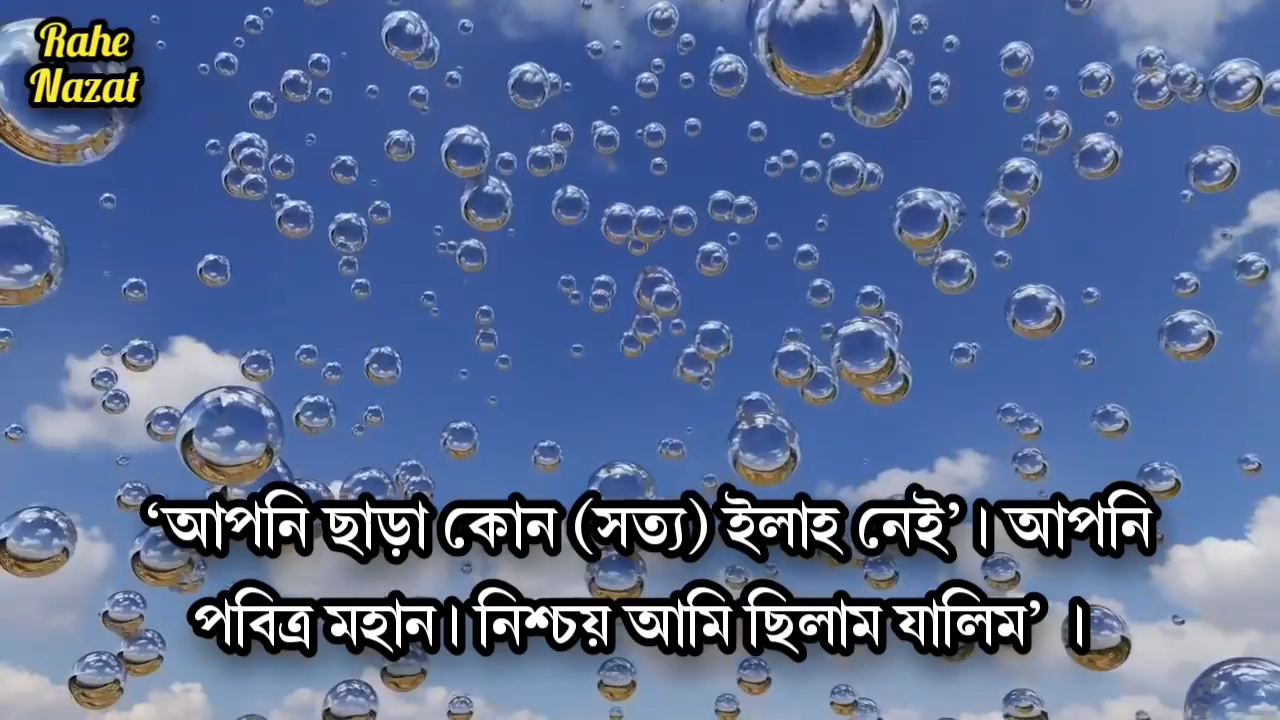 Rahe
Nazat
‘আপনি ছাড়া কোন (সত্য) ইলাহ নেই’। আপনি
পবিত্র মহান। নিশ্চয় আমি ছিলাম যালিম’ ।